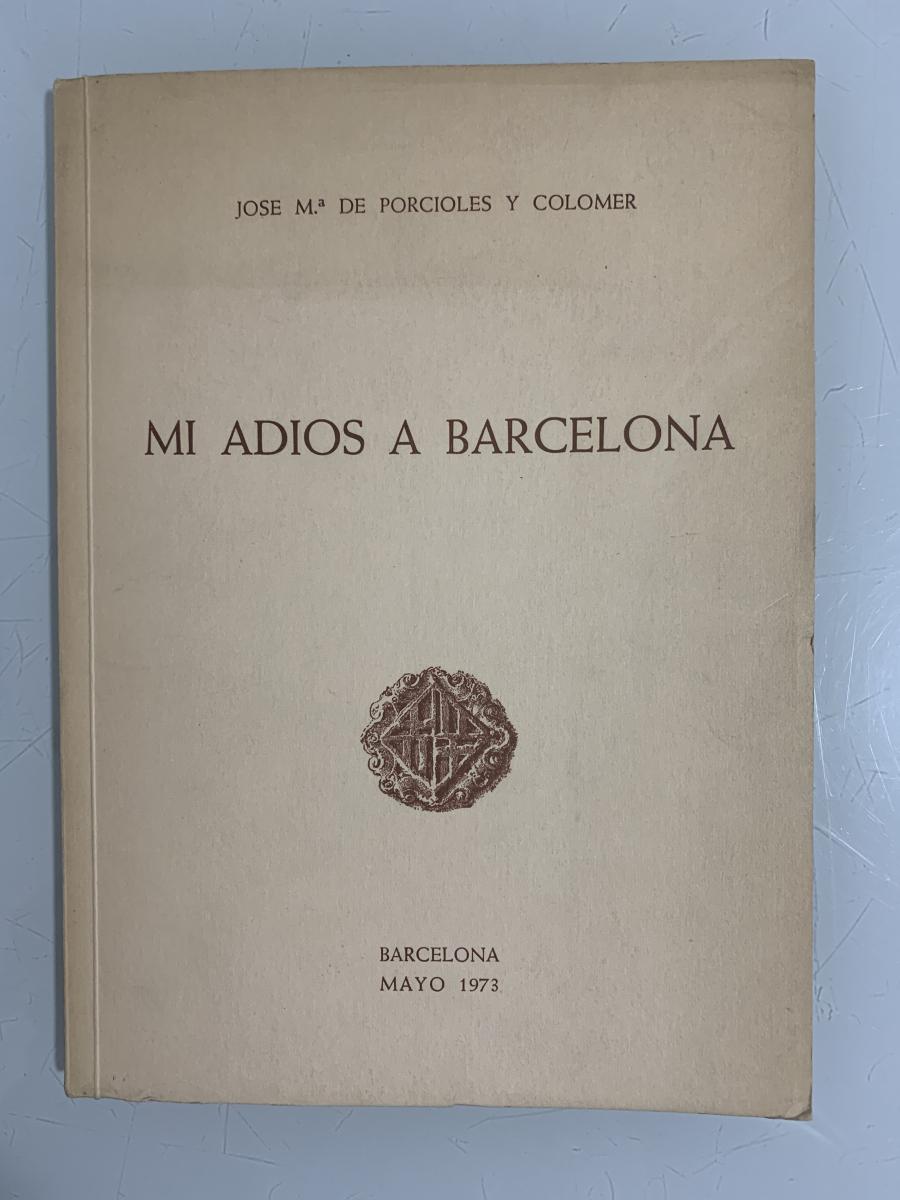 JOSE M.ª DE PORCIOLES Y COLOMER
MI ADIOS A BARCELONA
BARCELONA
MAYO 1973